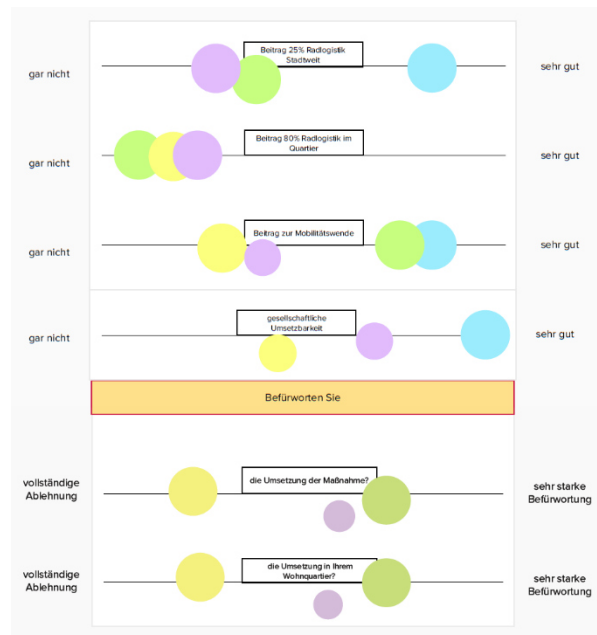 Beitrag 25% Radlogistik
Stadtweit
gar nicht
sehr gut
Beitrag 80% Radlogistik im
Quartier
gar nicht
sehr gut
Beitrag zur Mobilitätswende
gar nicht
sehr gut
gesellschaftliche
Umsetzbarkeit
gar nicht
sehr gut
Befürworten Sie
vollständige
Ablehnung
die Umsetzung der Maßnahme?
sehr starke
Befürwortung
vollständige
Ablehnung
die Umsetzung in Ihrem
Wohnquartier?
sehr starke
Befürwortung